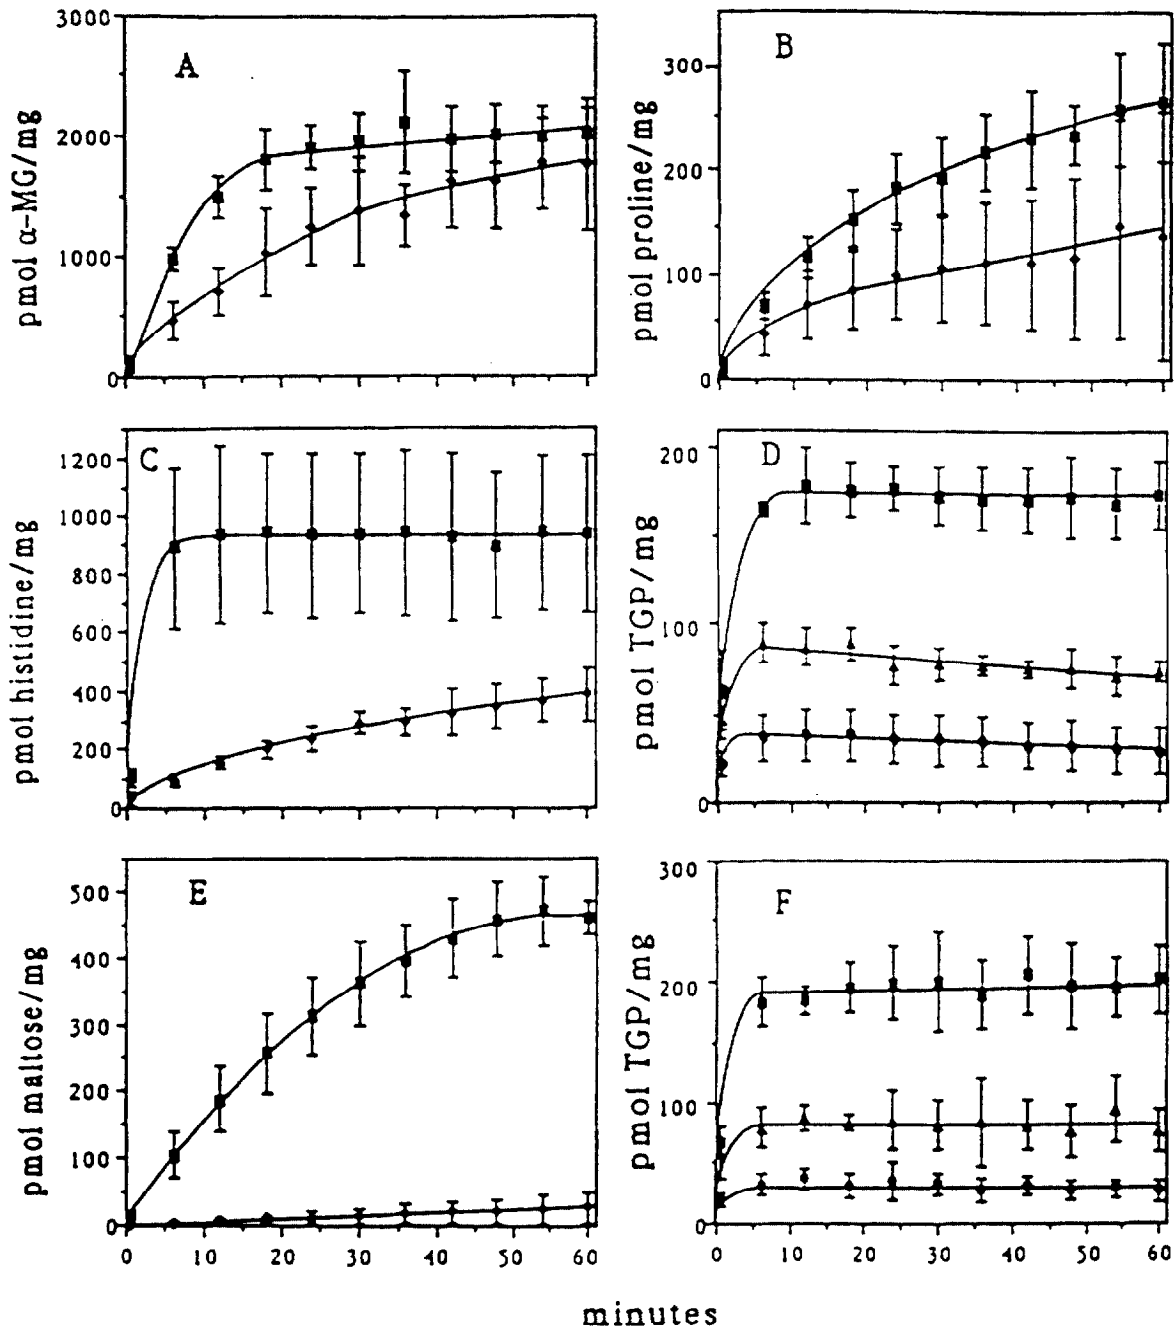 A
pmol α-MG/mg
3000
2000
1000
0
B
pmol proline/mg
300
200
100
0
C
pmol histidine/mg
1200
1000
800
600
400
200
0
D
pmol TGP/mg
200
100
0
E
pmol maltose/mg
500
400
300
200
100
0
0 10 20 30 40 50 60
F
pmol TGP/mg
300
200
100
0
0 10 20 30 40 50 60
minutes